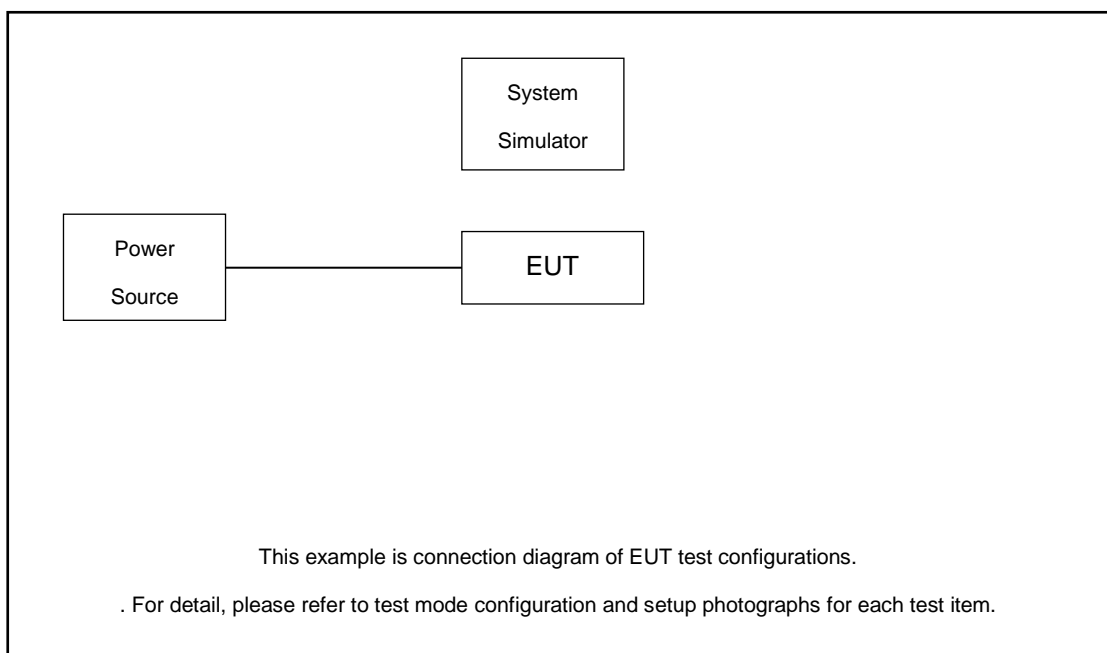 System
Simulator
Power
Source
EUT
This example is connection diagram of EUT test configurations.
. For detail, please refer to test mode configuration and setup photographs for each test item.